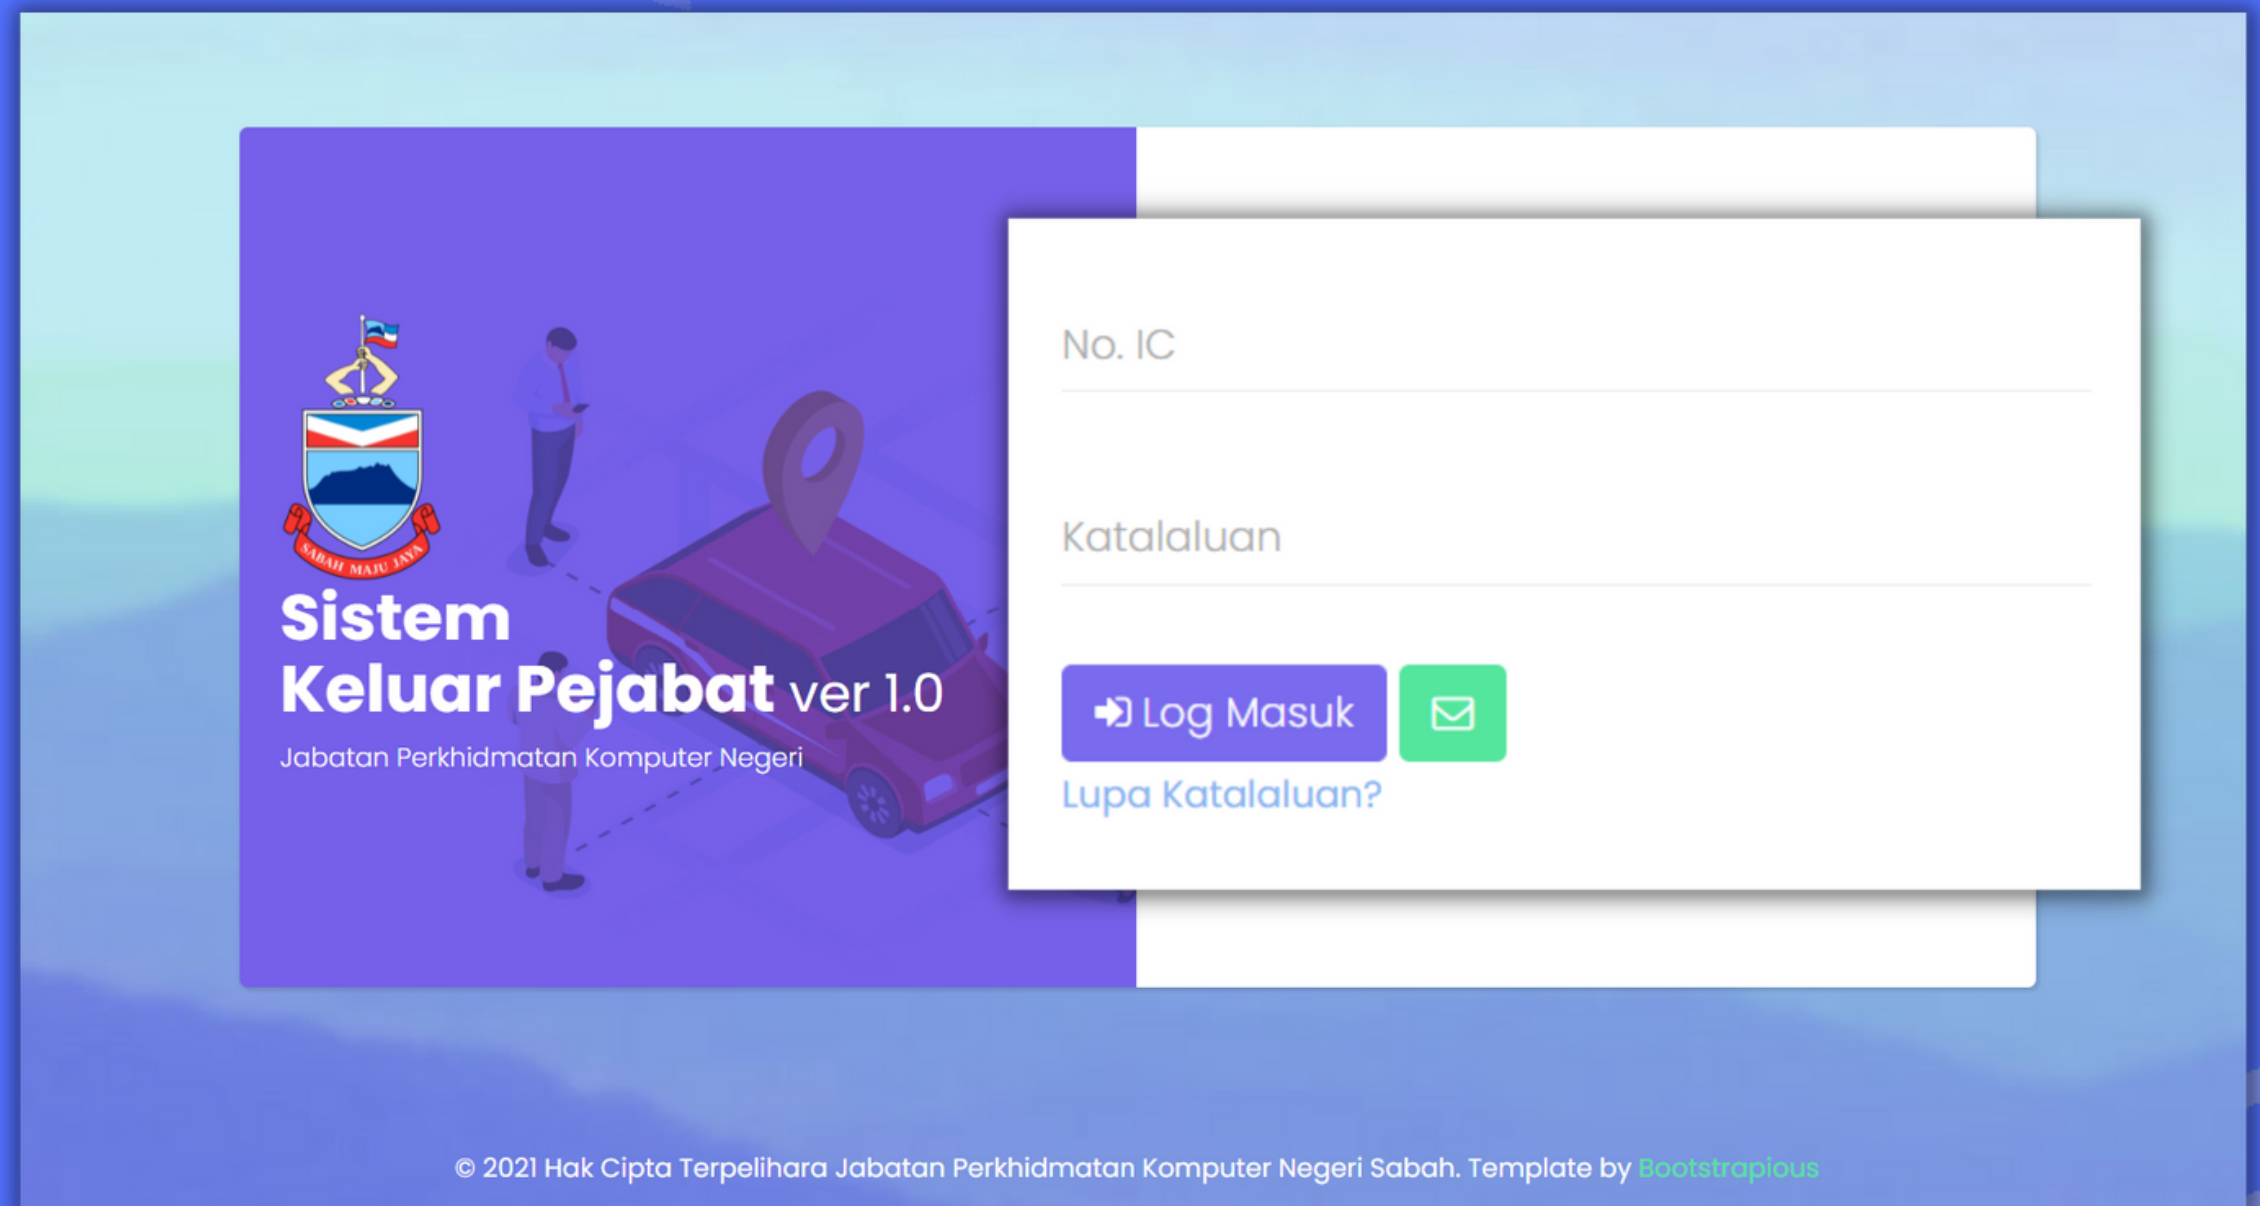 SABAH MAJU JAYA
Sistem
Keluar Pejabat ver 1.0
Jabatan Perkhidmatan Komputer Negeri
No. IC
Katalaluan
Log Masuk
Lupa Katalaluan?
© 2021 Hak Cipta Terpelihara Jabatan Perkhidmatan Komputer Negeri Sabah. Template by Bootstrapious